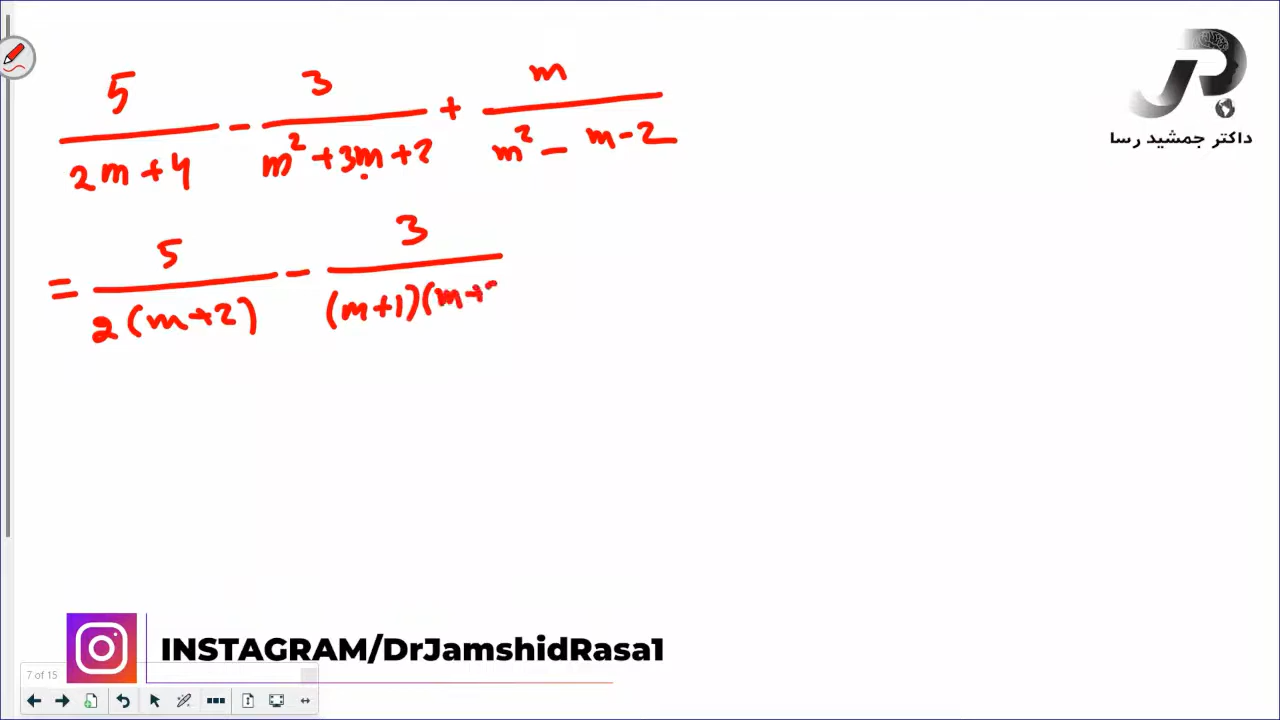 5/(2m+4) - 3/(m²+3m+2) + m/(m²-m-2)
داکتر جمشید رسا
= 5/(2(m+2)) - 3/((m+1)(m+
INSTAGRAM/DrJamshidRasa1
7 of 15